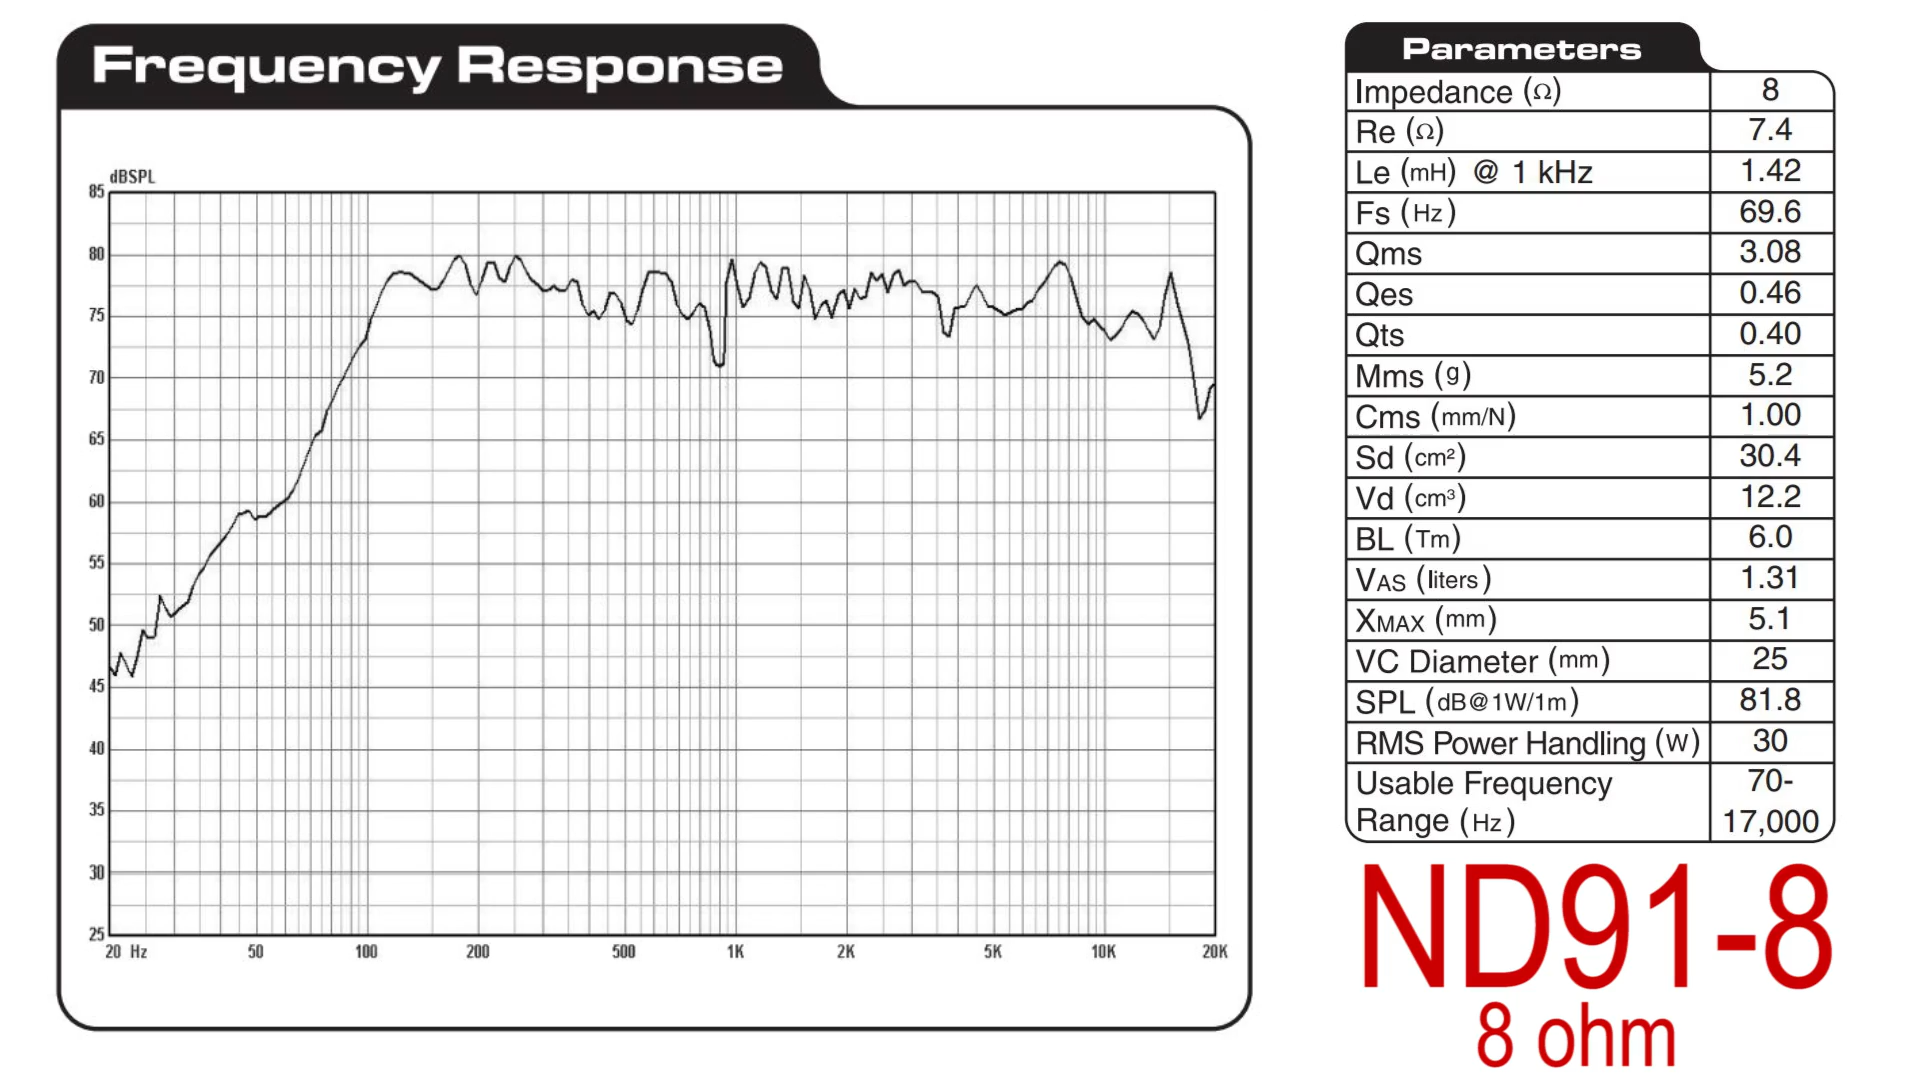 Frequency Response
dBSPL
85
80
75
70
65
60
55
50
45
40
35
30
25
20 Hz 50 100 200 500 1K 2K 5K 10K 20K
Parameters
Impedance (Ω) 8
Re (Ω) 7.4
Le (mH) @ 1 kHz 1.42
Fs (Hz) 69.6
Qms 3.08
Qes 0.46
Qts 0.40
Mms (g) 5.2
Cms (mm/N) 1.00
Sd (cm²) 30.4
Vd (cm³) 12.2
BL (Tm) 6.0
VAS (liters) 1.31
XMAX (mm) 5.1
VC Diameter (mm) 25
SPL (dB@1W/1m) 81.8
RMS Power Handling (W) 30
Usable Frequency 70-
Range (Hz) 17,000
ND91-8
8 ohm